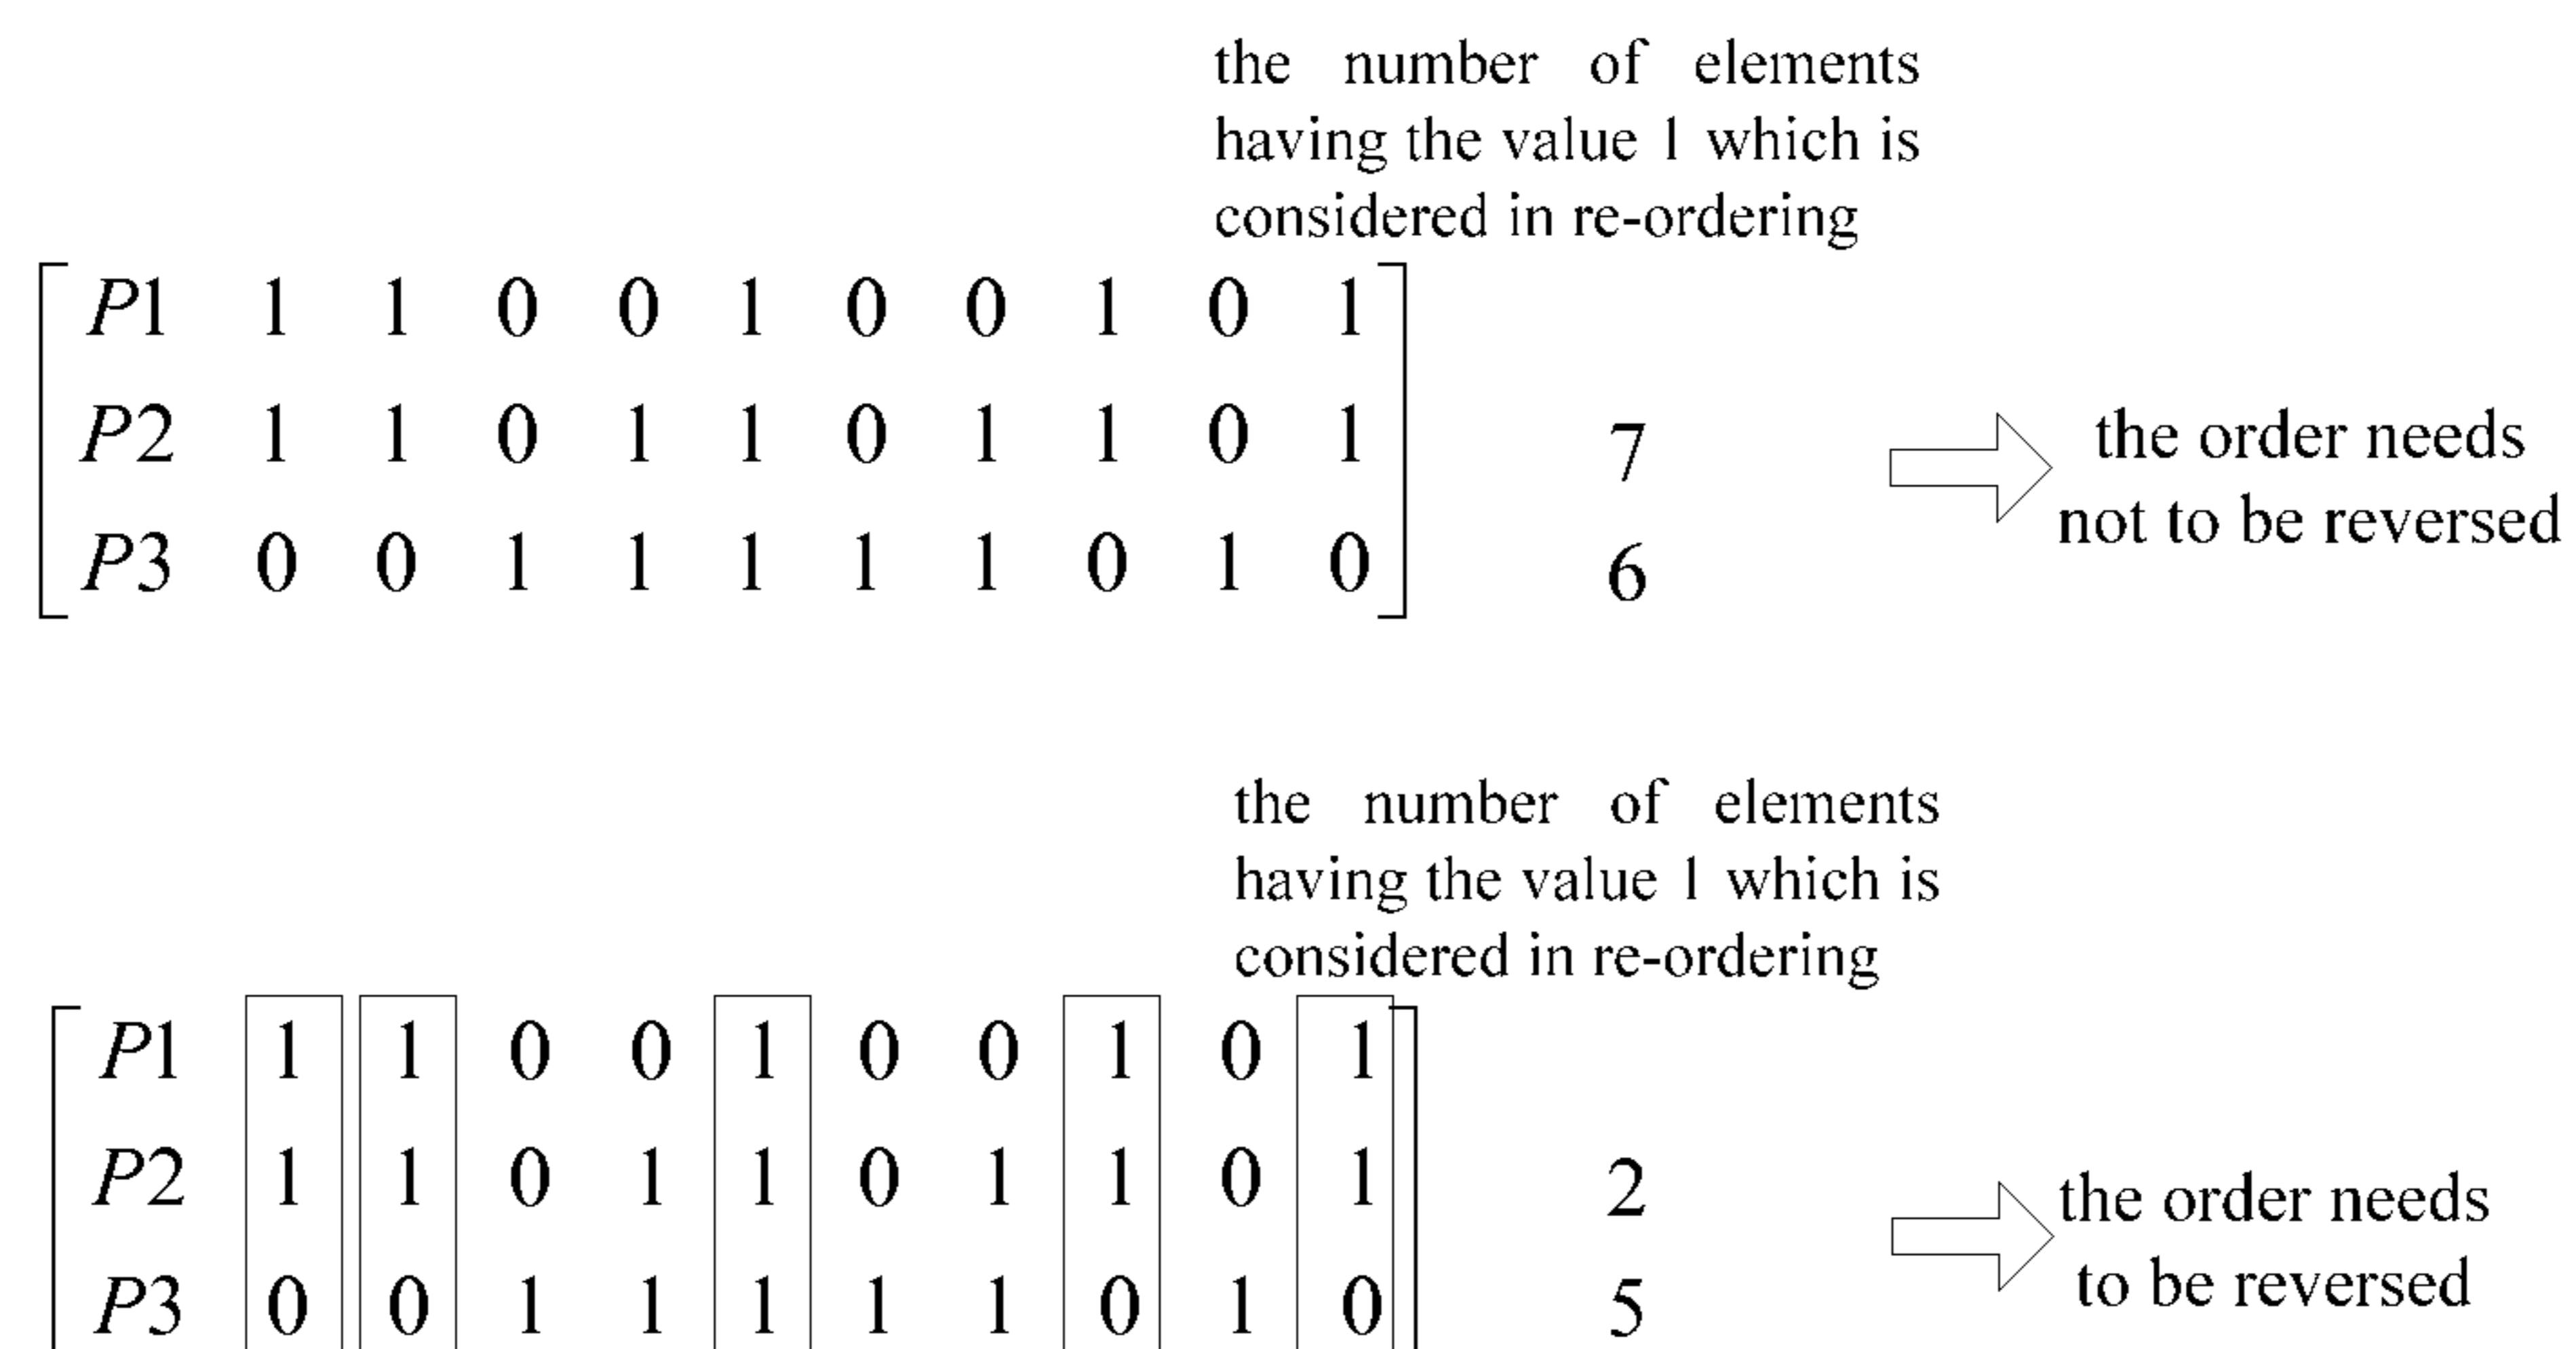 the number of elements
having the value 1 which is
considered in re-ordering
P1 1 1 0 0 1 0 0 1 0 1
P2 1 1 0 1 1 0 1 1 0 1 7
P3 0 0 1 1 1 1 1 0 1 0 6
the order needs
not to be reversed
the number of elements
having the value 1 which is
considered in re-ordering
P1 1 1 0 0 1 0 0 1 0 1
P2 1 1 0 1 1 0 1 1 0 1 2
P3 0 0 1 1 1 1 1 0 1 0 5
the order needs
to be reversed